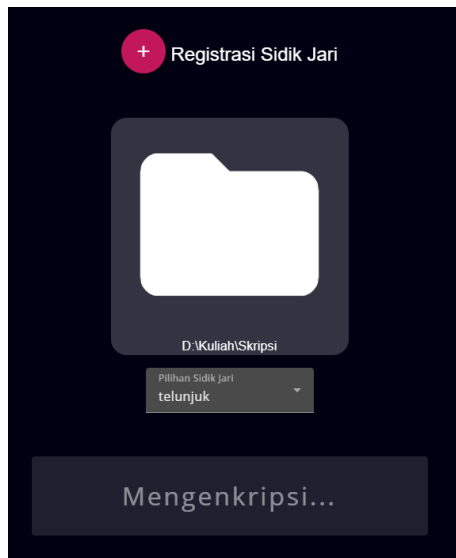 + Registrasi Sidik Jari
D:\Kuliah\Skripsi
Pilihan Sidik Jari
telunjuk
Mengenkripsi...